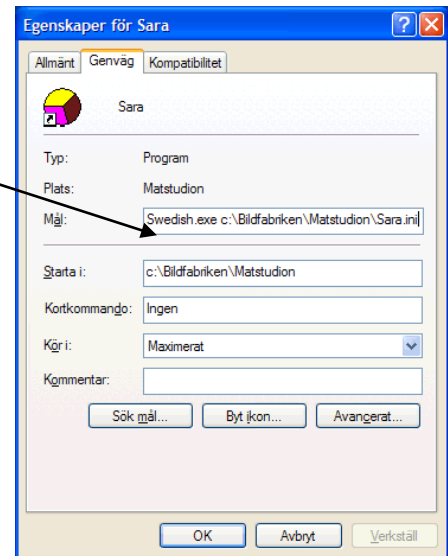 Egenskaper för Sara
Allmänt Genväg Kompatibilitet
Sara
Typ: Program
Plats: Matstudion
Mål: Swedish.exe c:\Bildfabriken\Matstudion\Sara.ini
Starta i: c:\Bildfabriken\Matstudion
Kortkommando: Ingen
Kör i: Maximerat
Kommentar:
Sök mål... Byt ikon... Avancerat...
OK Avbryt Verkställ